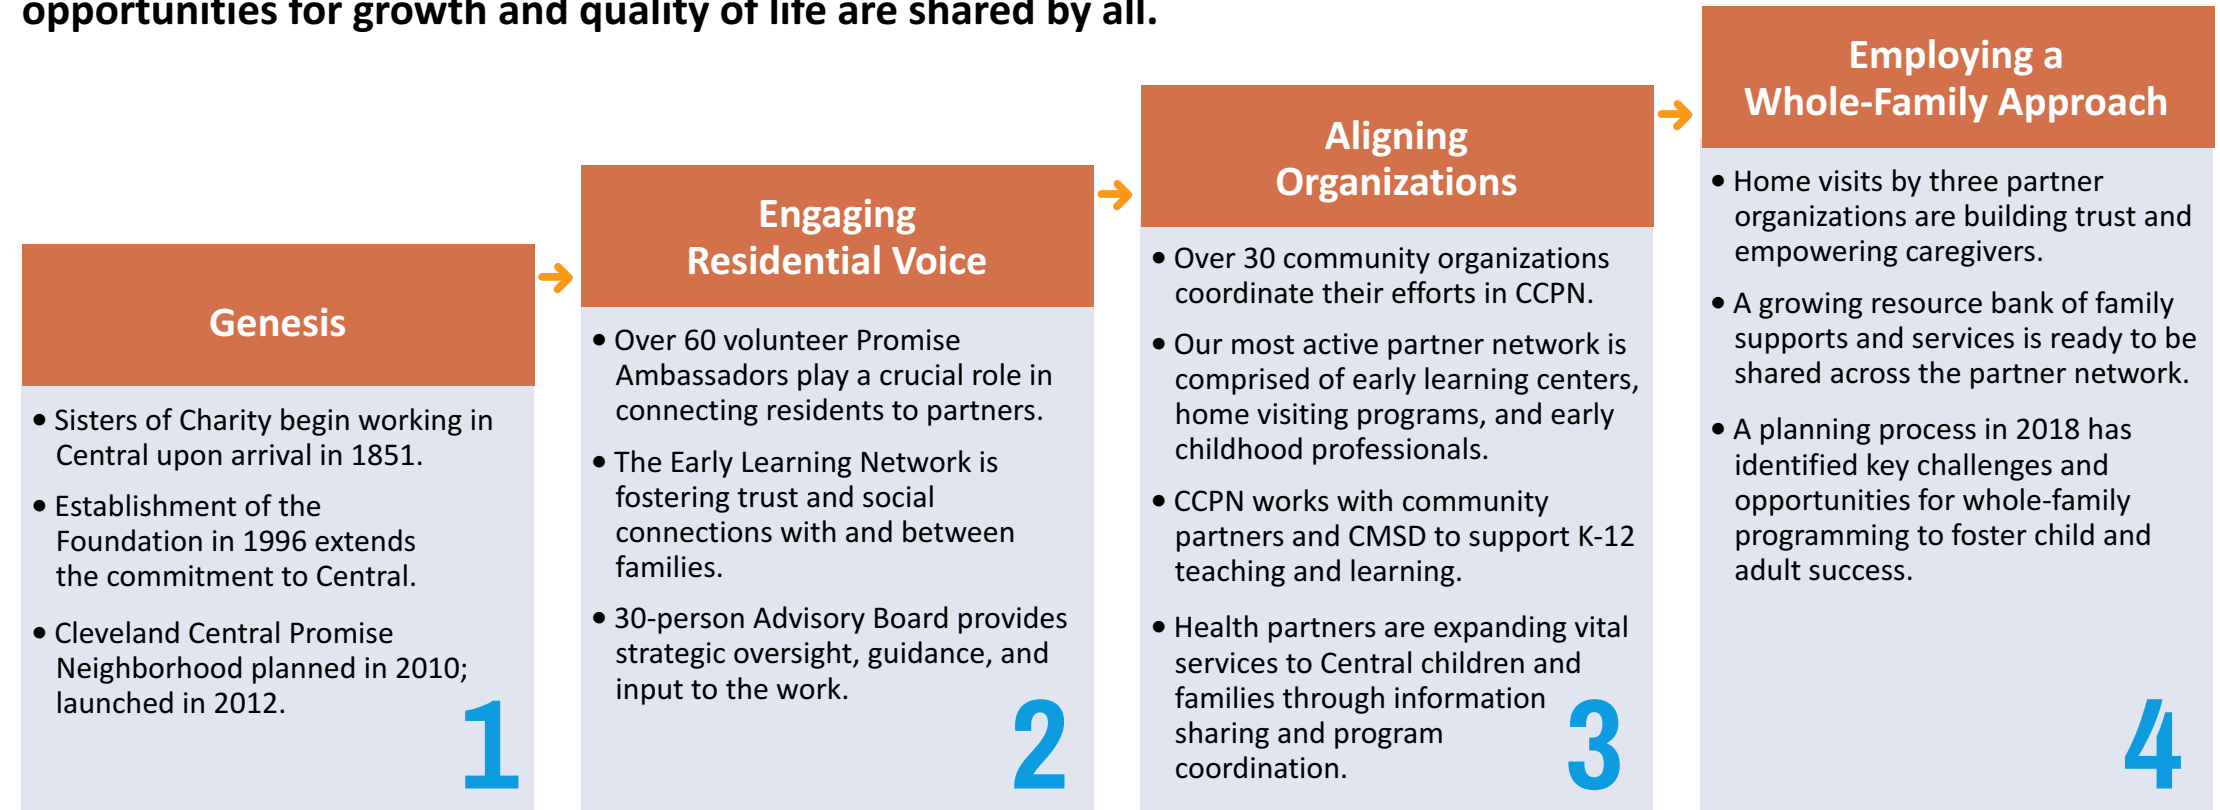 opportunities for growth and quality of life are shared by all.
Genesis
• Sisters of Charity begin working in
Central upon arrival in 1851.
• Establishment of the
Foundation in 1996 extends
the commitment to Central.
• Cleveland Central Promise
Neighborhood planned in 2010;
launched in 2012.
1
Engaging
Residential Voice
• Over 60 volunteer Promise
Ambassadors play a crucial role in
connecting residents to partners.
• The Early Learning Network is
fostering trust and social
connections with and between
families.
• 30-person Advisory Board provides
strategic oversight, guidance, and
input to the work.
2
Aligning
Organizations
• Over 30 community organizations
coordinate their efforts in CCPN.
• Our most active partner network is
comprised of early learning centers,
home visiting programs, and early
childhood professionals.
• CCPN works with community
partners and CMSD to support K-12
teaching and learning.
• Health partners are expanding vital
services to Central children and
families through information
sharing and program
coordination.
3
Employing a
Whole-Family Approach
• Home visits by three partner
organizations are building trust and
empowering caregivers.
• A growing resource bank of family
supports and services is ready to be
shared across the partner network.
• A planning process in 2018 has
identified key challenges and
opportunities for whole-family
programming to foster child and
adult success.
4